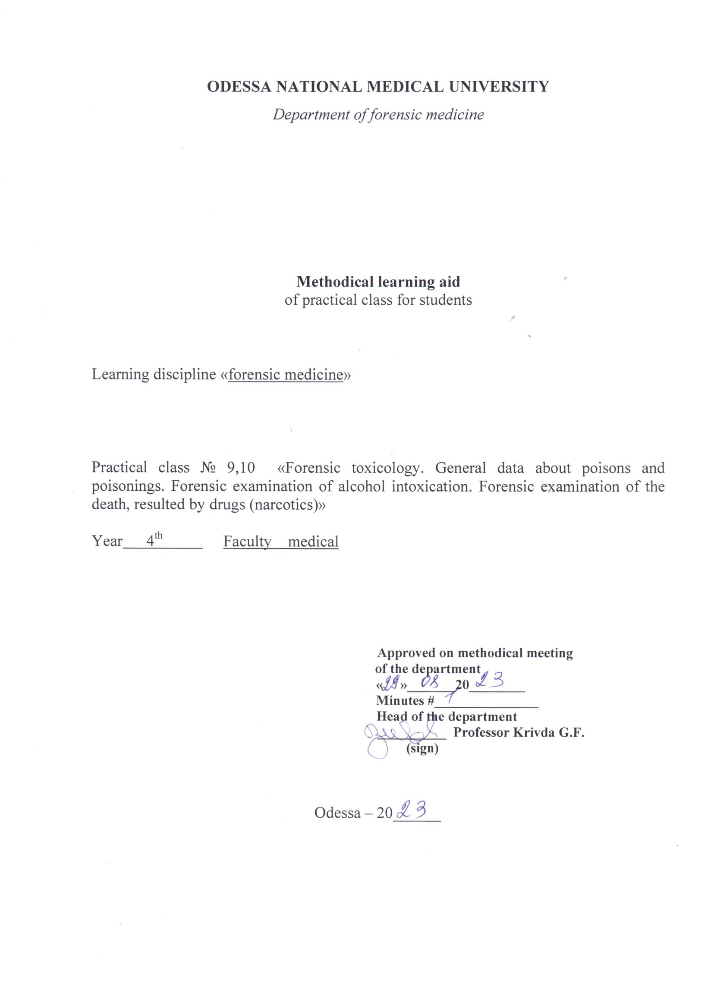 ODESSA NATIONAL MEDICAL UNIVERSITY
Department of forensic medicine
Methodical learning aid
of practical class for students
Learning discipline «forensic medicine»
Practical class № 9,10 «Forensic toxicology. General data about poisons and
poisonings. Forensic examination of alcohol intoxication. Forensic examination of the
death, resulted by drugs (narcotics)»
Year 4th Faculty medical
Approved on methodical meeting
of the department
«29» 08 2023
Minutes # 1
Head of the department
Professor Krivda G.F.
(sign)
Odessa – 2023